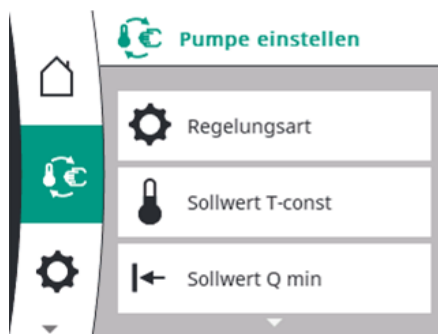 Pumpe einstellen
Regelungsart
Sollwert T-const
Sollwert Q min